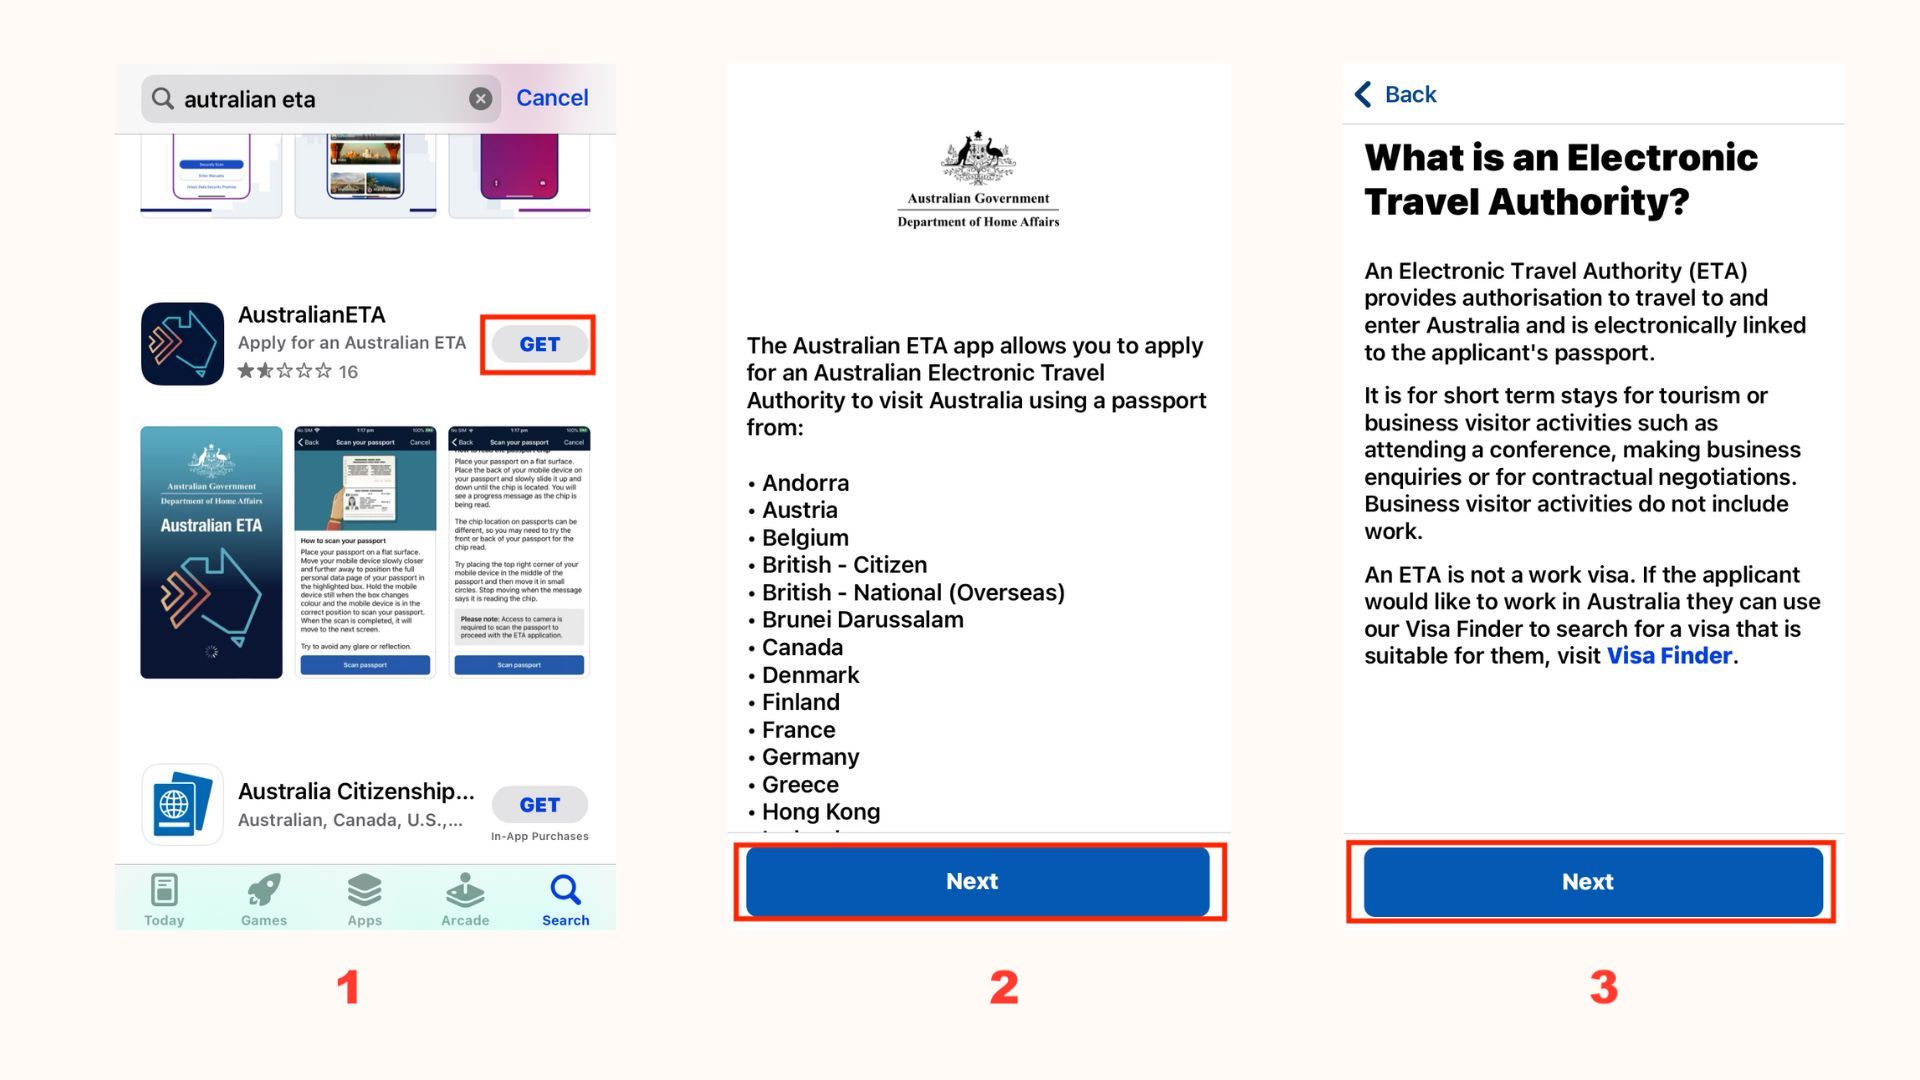 autralian eta
Cancel
Security Scan
Enter Manually
AustralianETA
Apply for an Australian ETA
16
GET
Australian Government
Department of Home Affairs
Australian ETA
No SIM
1:17 pm
100%
Back
Scan your passport
Cancel
How to scan your passport
Place your passport on a flat surface.
Move your mobile device slowly closer
and further away to position the full
personal data page of your passport in
the highlighted box. Hold the mobile
device still when the box changes
colour and the mobile device is in the
correct position to scan your passport.
When the scan is completed, it will
move to the next screen.
Try to avoid any glare or reflection.
Scan passport
No SIM
1:17 pm
100%
Back
Scan your passport
Cancel
Place your passport on a flat surface.
Place the back of your mobile device on
your passport and slowly slide it up and
down until the chip is located. You will
see a progress message as the chip is
being read.
The chip location on passports can be
different, so you may need to try the
front or back of your passport for the
chip read.
Try placing the top right corner of your
mobile device in the middle of the
passport and then move it in small
circles. Stop moving when the message
says it is reading the chip.
Please note: Access to camera is
required to scan the passport to
proceed with the ETA application.
Scan passport
Australia Citizenship...
Australian, Canada, U.S.,...
GET
In-App Purchases
Today
Games
Apps
Arcade
Search
1
Australian Government
Department of Home Affairs
The Australian ETA app allows you to apply
for an Australian Electronic Travel
Authority to visit Australia using a passport
from:
• Andorra
• Austria
• Belgium
• British - Citizen
• British - National (Overseas)
• Brunei Darussalam
• Canada
• Denmark
• Finland
• France
• Germany
• Greece
• Hong Kong
Next
2
Back
What is an Electronic
Travel Authority?
An Electronic Travel Authority (ETA)
provides authorisation to travel to and
enter Australia and is electronically linked
to the applicant's passport.
It is for short term stays for tourism or
business visitor activities such as
attending a conference, making business
enquiries or for contractual negotiations.
Business visitor activities do not include
work.
An ETA is not a work visa. If the applicant
would like to work in Australia they can use
our Visa Finder to search for a visa that is
suitable for them, visit Visa Finder.
Next
3